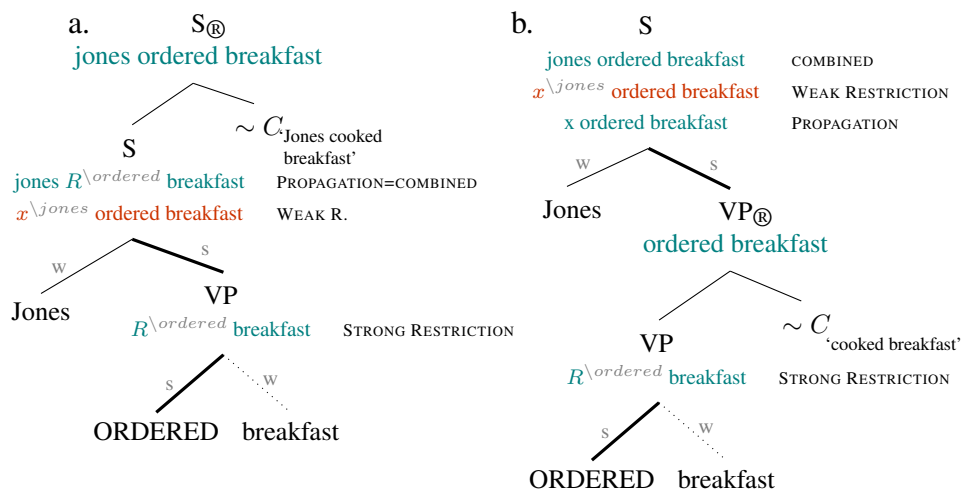 a.
S®
jones ordered breakfast
∼ C
‘Jones cooked
breakfast’
S
jones R\ordered breakfast PROPAGATION=COMBINED
x\jones ordered breakfast WEAK R.
w s
Jones VP
R\ordered breakfast STRONG RESTRICTION
s w
ORDERED breakfast
b.
S
jones ordered breakfast COMBINED
x\jones ordered breakfast WEAK RESTRICTION
x ordered breakfast PROPAGATION
w s
Jones VP®
ordered breakfast
∼ C
‘cooked breakfast’
VP
R\ordered breakfast STRONG RESTRICTION
s w
ORDERED breakfast